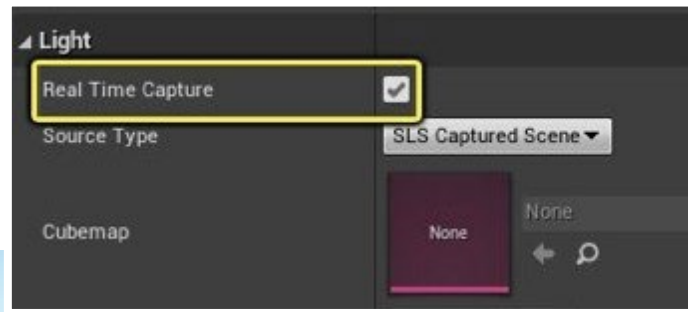 Light
Real Time Capture
Source Type SLS Captured Scene
Cubemap None None